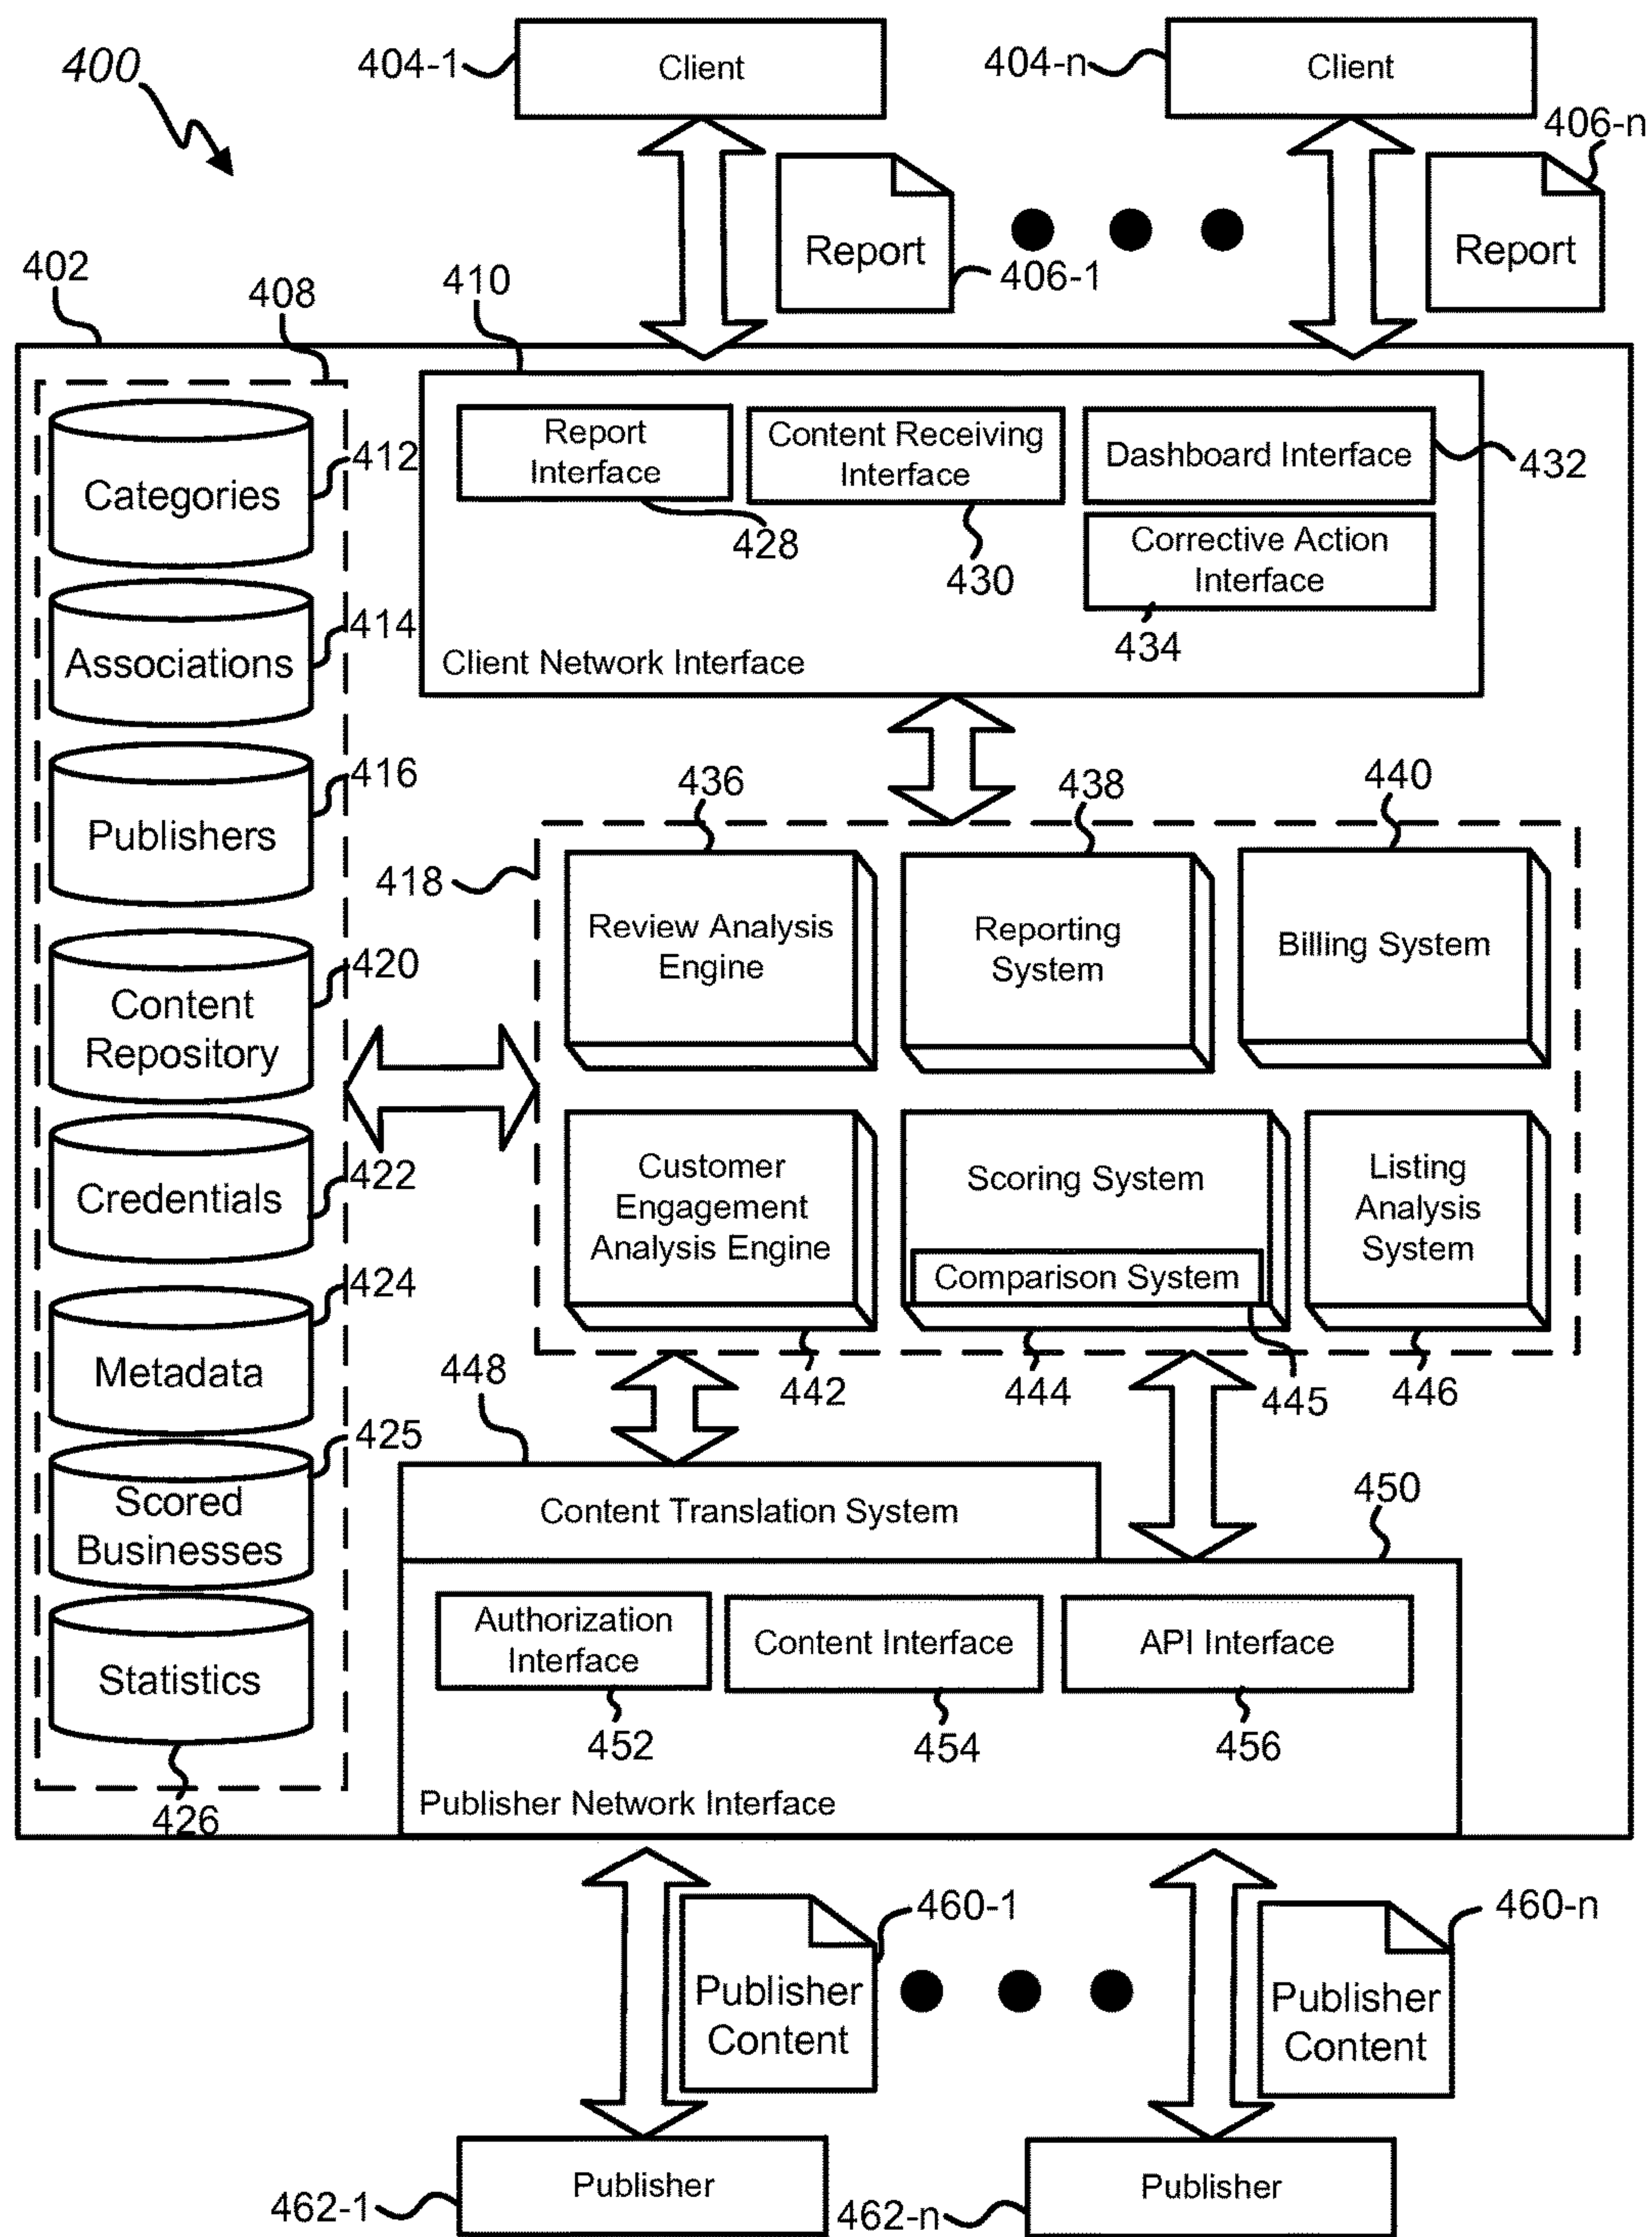 400
404-1
Client
404-n
Client
406-n
Report
406-1
Report
402
408
410
412
Categories
Report
Interface
428
Content Receiving
Interface
430
Dashboard Interface
432
Corrective Action
Interface
434
Client Network Interface
414
Associations
416
Publishers
418
436
438
440
Review Analysis
Engine
Reporting
System
Billing System
420
Content
Repository
422
Credentials
Customer
Engagement
Analysis Engine
Scoring System
Comparison System
Listing
Analysis
System
442
444
445
446
424
Metadata
425
Scored
Businesses
Statistics
426
448
Content Translation System
450
Authorization
Interface
452
Content Interface
454
API Interface
456
Publisher Network Interface
460-1
Publisher
Content
460-n
Publisher
Content
462-1
Publisher
462-n
Publisher